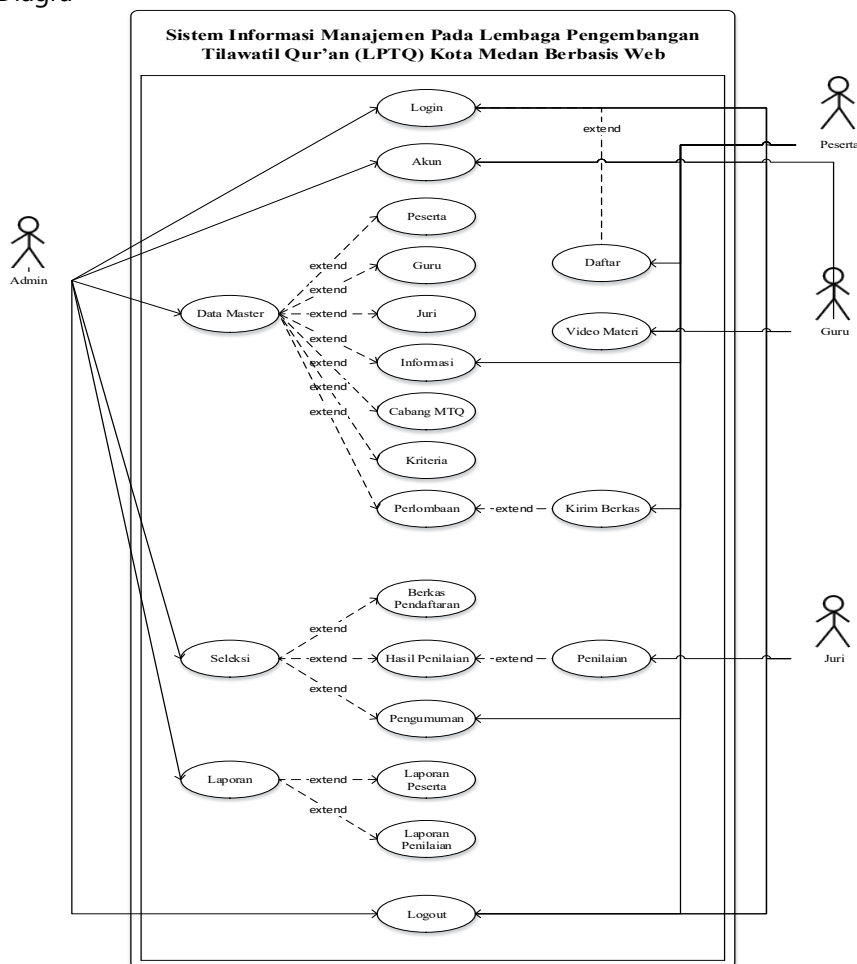 Sistem Informasi Manajemen Pada Lembaga Pengembangan
Tilawatil Qur'an (LPTQ) Kota Medan Berbasis Web
Login
extend
Peserta
Akun
Peserta
Admin
extend
Guru
Daftar
extend
Data Master
extend
Juri
Video Materi
Guru
extend
Informasi
extend
extend
Cabang MTQ
extend
Kriteria
Perlombaan
extend
Kirim Berkas
Berkas
Pendaftaran
extend
Seleksi
extend
Hasil Penilaian
extend
Penilaian
Juri
extend
Pengumuman
Laporan
extend
Laporan
Peserta
extend
Laporan
Penilaian
Logout